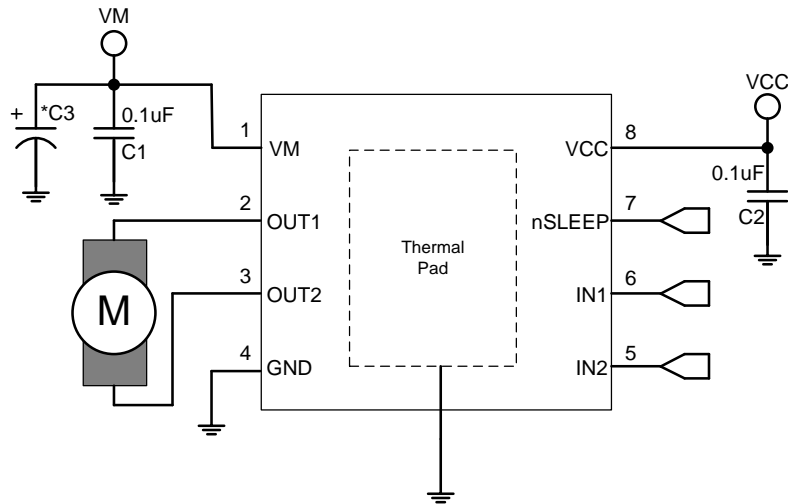 VM
VCC
+
*C3
0.1uF
C1
1
VM
VCC
8
0.1uF
C2
2
OUT1
nSLEEP
7
Thermal
Pad
M
3
OUT2
IN1
6
4
GND
IN2
5